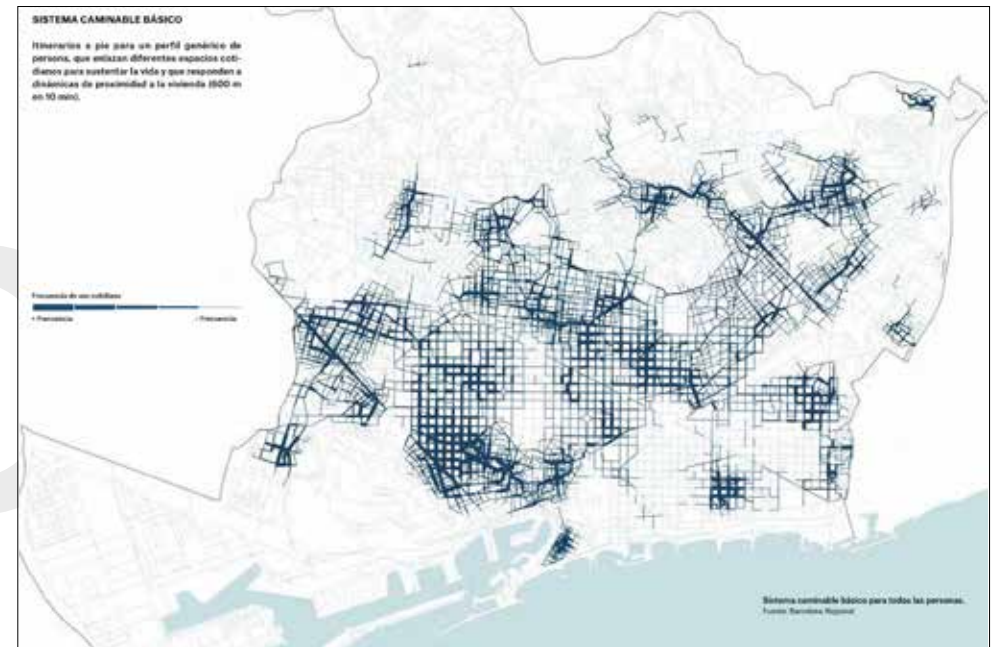 SISTEMA CAMINABLE BÁSICO
Itinerarios a pie para un perfil genérico de
persona, que enlazan diferentes espacios coti-
dianos para sustentar la vida y que responden a
dinámicas de proximidad a la vivienda (600 m
en 10 min).
Frecuencia de uso cotidiano
+ Frecuencia
- Frecuencia
Sistema caminable básico para todas las personas.
Fuente: Barcelona Regional